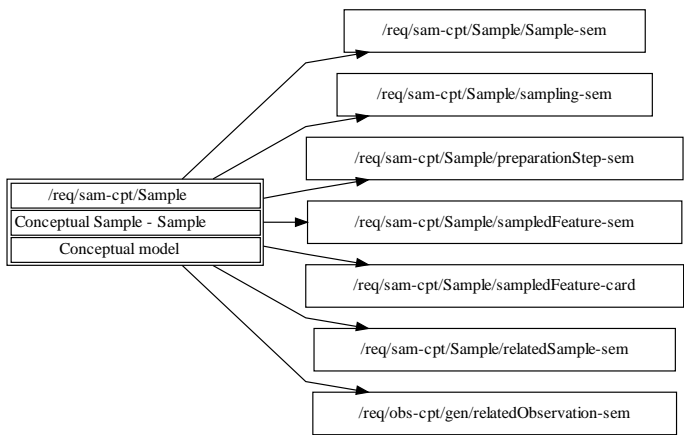 /req/sam-cpt/Sample/Sample-sem
/req/sam-cpt/Sample/sampling-sem
/req/sam-cpt/Sample/preparationStep-sem
/req/sam-cpt/Sample
Conceptual Sample - Sample
Conceptual model
/req/sam-cpt/Sample/sampledFeature-sem
/req/sam-cpt/Sample/sampledFeature-card
/req/sam-cpt/Sample/relatedSample-sem
/req/obs-cpt/gen/relatedObservation-sem